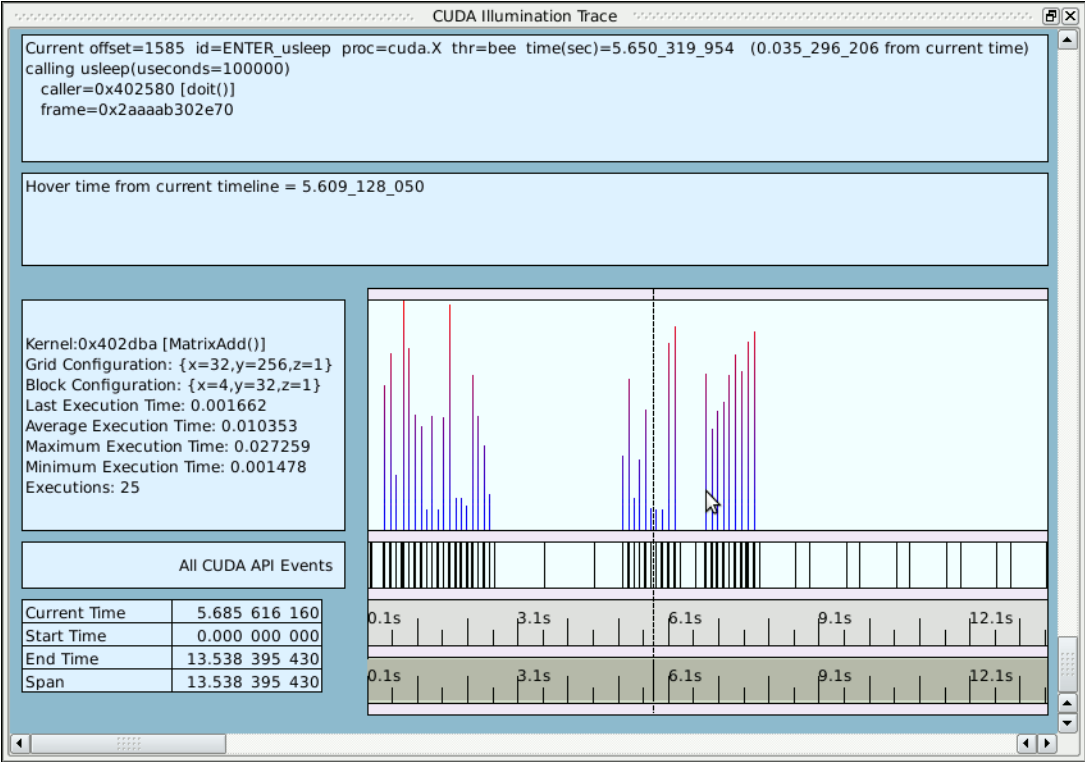 CUDA Illumination Trace
Current offset=1585 id=ENTER_usleep proc=cuda.X thr=bee time(sec)=5.650_319_954 (0.035_296_206 from current time)
calling usleep(useconds=100000)
caller=0x402580 [doit()]
frame=0x2aaaab302e70
Hover time from current timeline = 5.609_128_050
Kernel:0x402dba [MatrixAdd()]
Grid Configuration: {x=32,y=256,z=1}
Block Configuration: {x=4,y=32,z=1}
Last Execution Time: 0.001662
Average Execution Time: 0.010353
Maximum Execution Time: 0.027259
Minimum Execution Time: 0.001478
Executions: 25
All CUDA API Events
Current Time 5.685 616 160
Start Time 0.000 000 000
End Time 13.538 395 430
Span 13.538 395 430
0.1s 3.1s 6.1s 9.1s 12.1s
0.1s 3.1s 6.1s 9.1s 12.1s